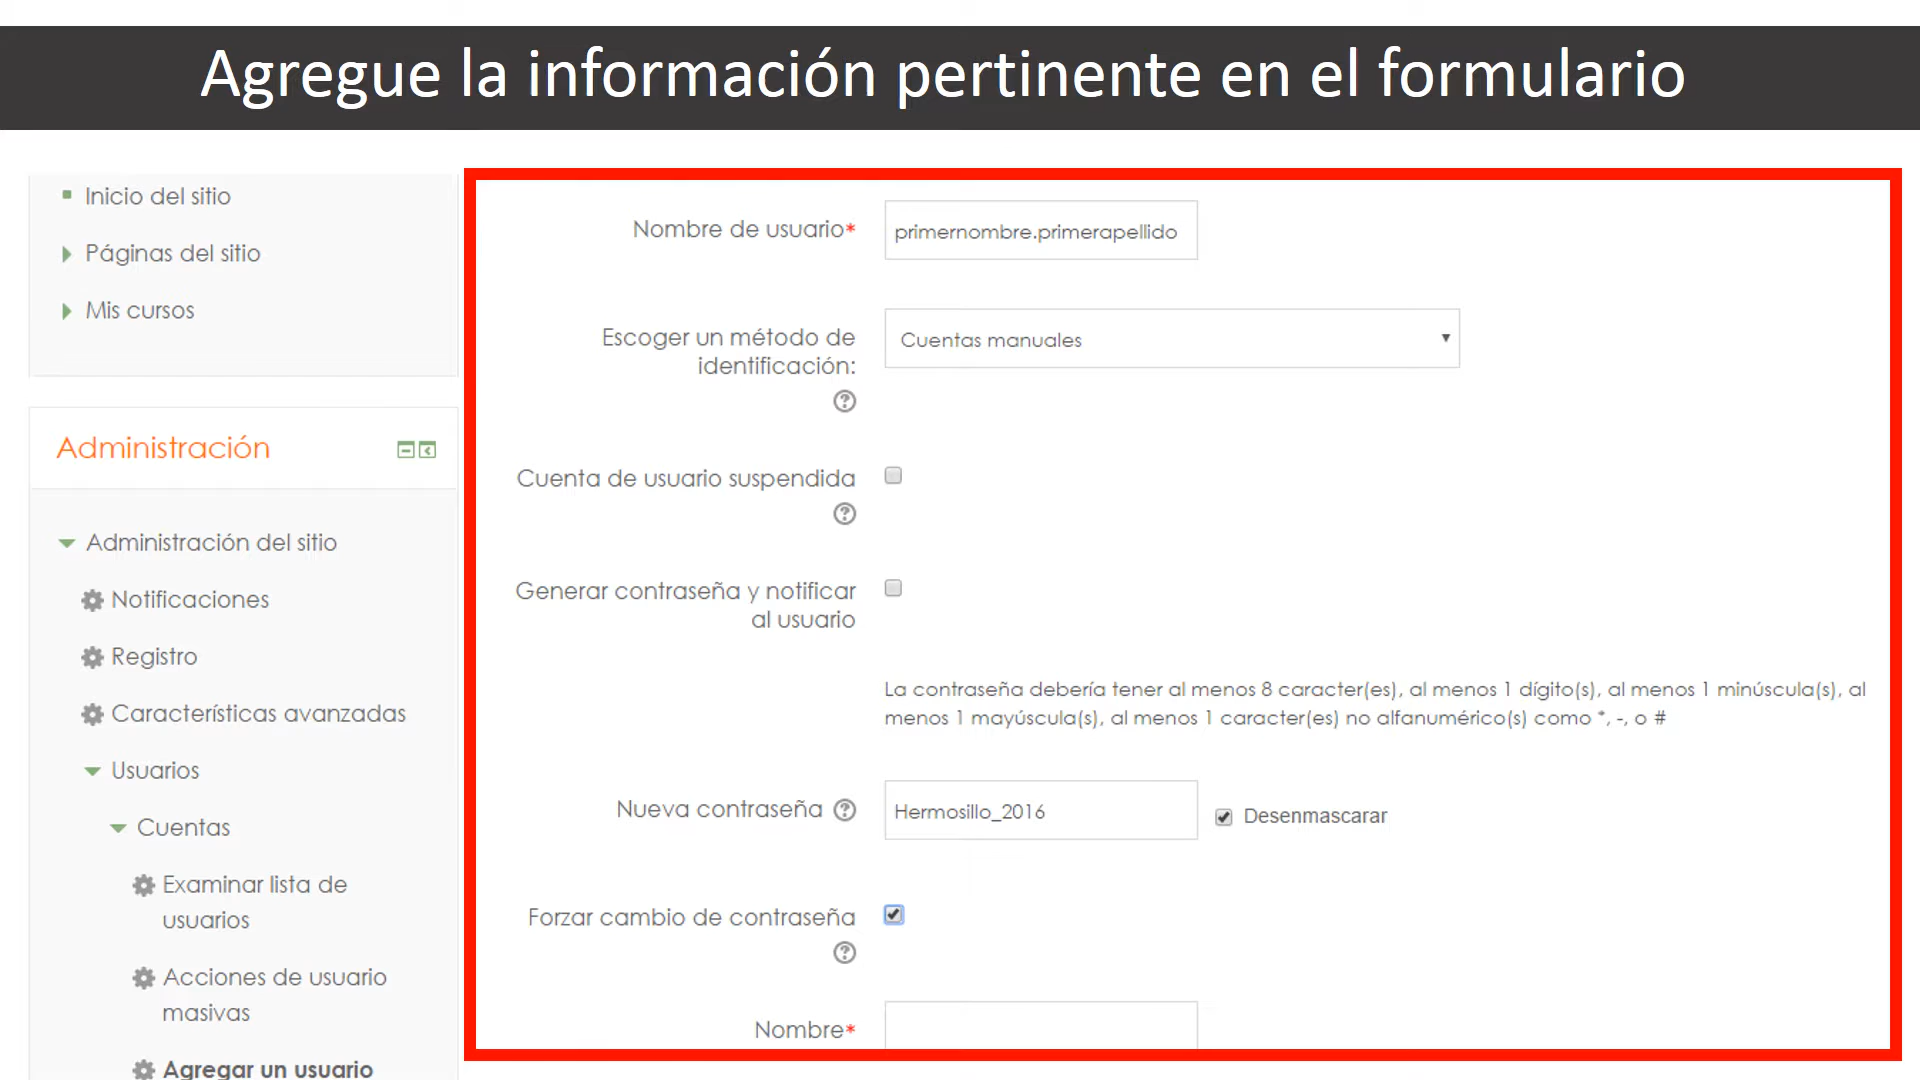 Agregue la información pertinente en el formulario
Inicio del sitio
Páginas del sitio
Mis cursos
Administración
Administración del sitio
Notificaciones
Registro
Características avanzadas
Usuarios
Cuentas
Examinar lista de
usuarios
Acciones de usuario
masivas
Agregar un usuario
Nombre de usuario*
primernombre.primerapellido
Escoger un método de
identificación:
Cuentas manuales
Cuenta de usuario suspendida
Generar contraseña y notificar
al usuario
La contraseña debería tener al menos 8 caracter(es), al menos 1 dígito(s), al menos 1 minúscula(s), al
menos 1 mayúscula(s), al menos 1 caracter(es) no alfanumérico(s) como *, -, o #
Nueva contraseña
Hermosillo_2016
Desenmascarar
Forzar cambio de contraseña
Nombre*